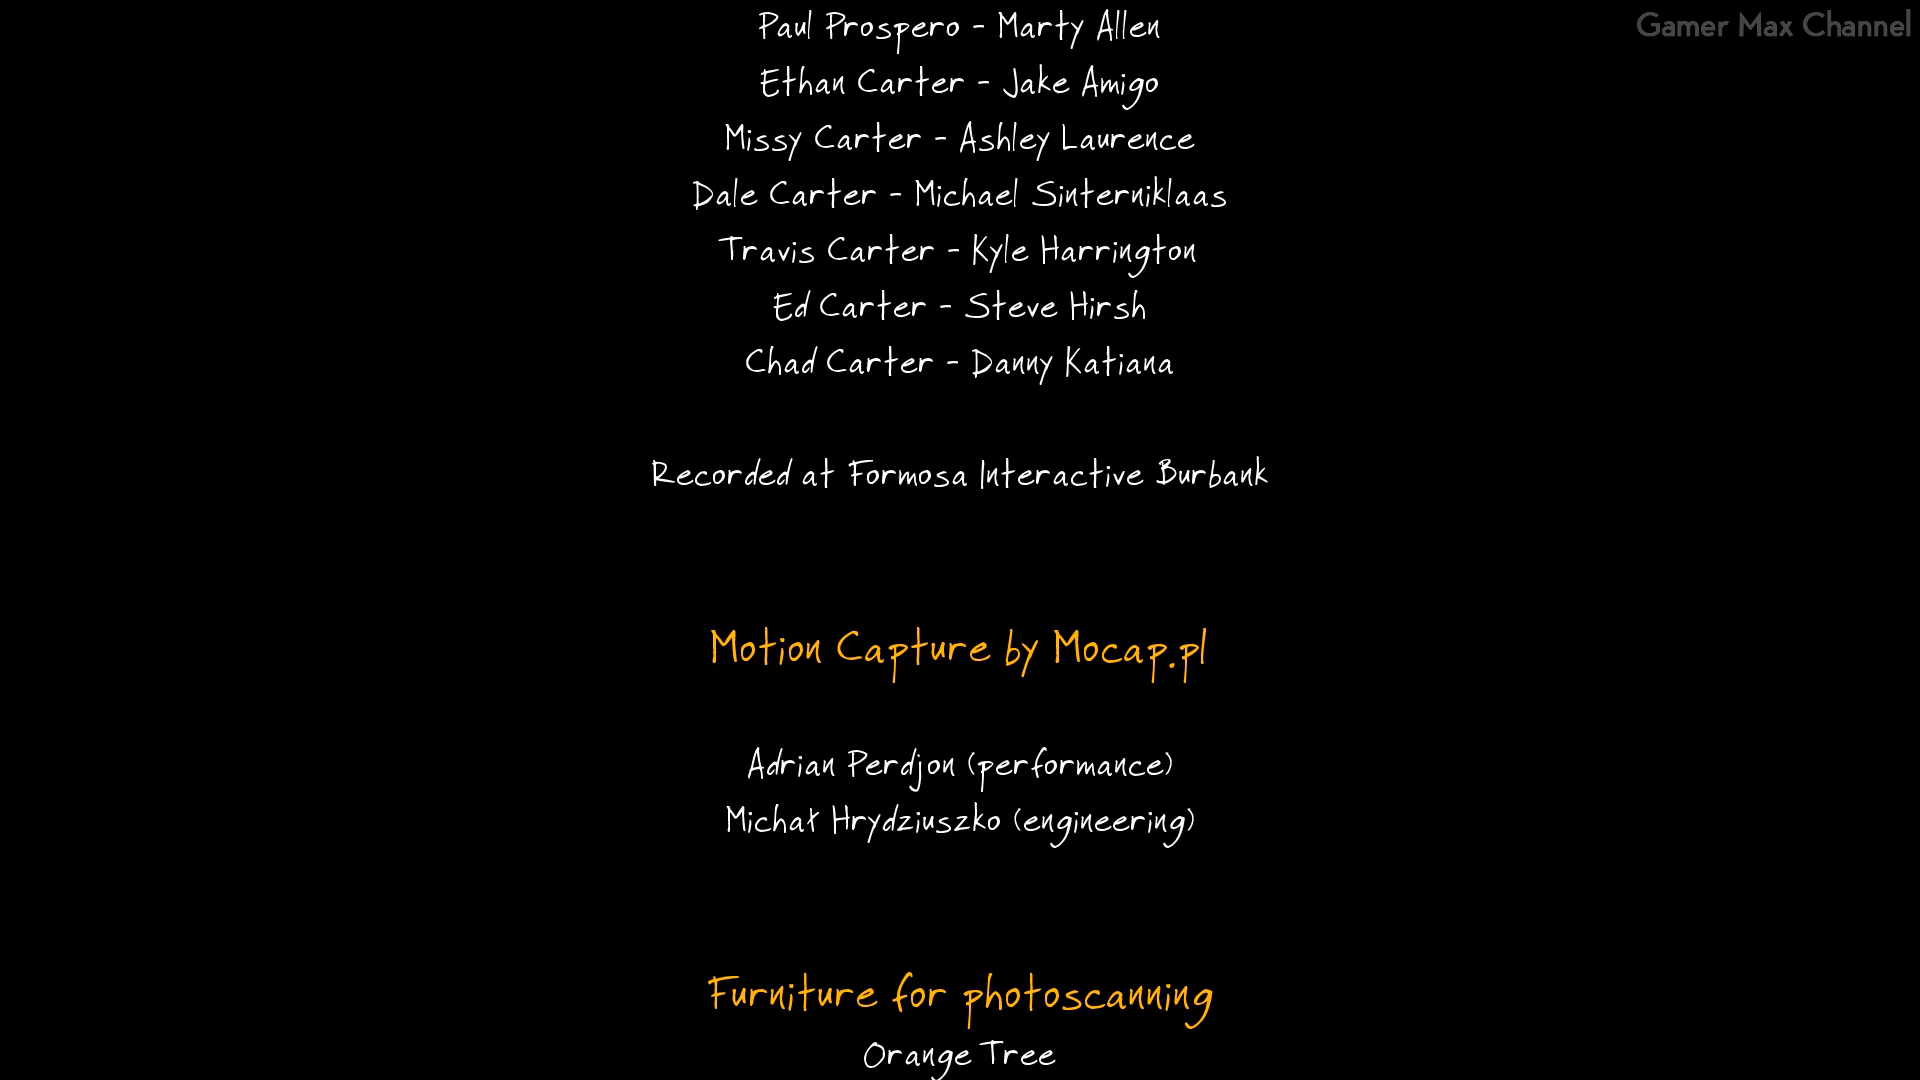 Gamer Max Channel
Paul Prospero - Marty Allen
Ethan Carter - Jake Amigo
Missy Carter - Ashley Laurence
Dale Carter - Michael Sinterniklaas
Travis Carter - Kyle Harrington
Ed Carter - Steve Hirsh
Chad Carter - Danny Katiana
Recorded at Formosa Interactive Burbank
Motion Capture by Mocap.pl
Adrian Perdjon (performance)
Michał Hrydziuszko (engineering)
Furniture for photoscanning
Orange Tree